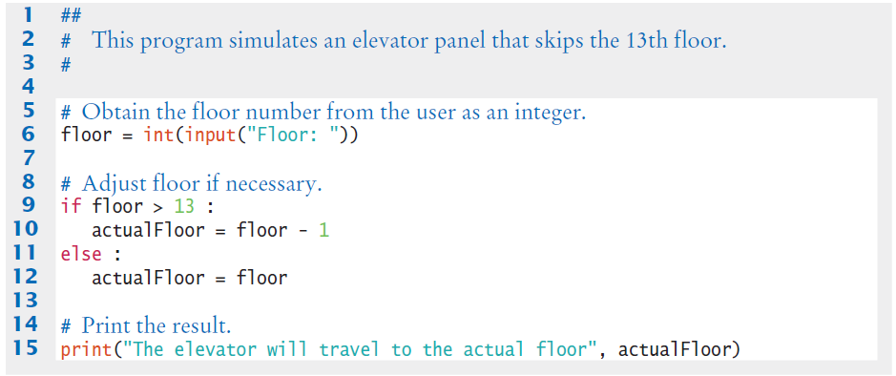 1 ##
2 # This program simulates an elevator panel that skips the 13th floor.
3 #
4
5 # Obtain the floor number from the user as an integer.
6 floor = int(input("Floor: "))
7
8 # Adjust floor if necessary.
9 if floor > 13 :
10    actualFloor = floor - 1
11 else :
12    actualFloor = floor
13
14 # Print the result.
15 print("The elevator will travel to the actual floor", actualFloor)